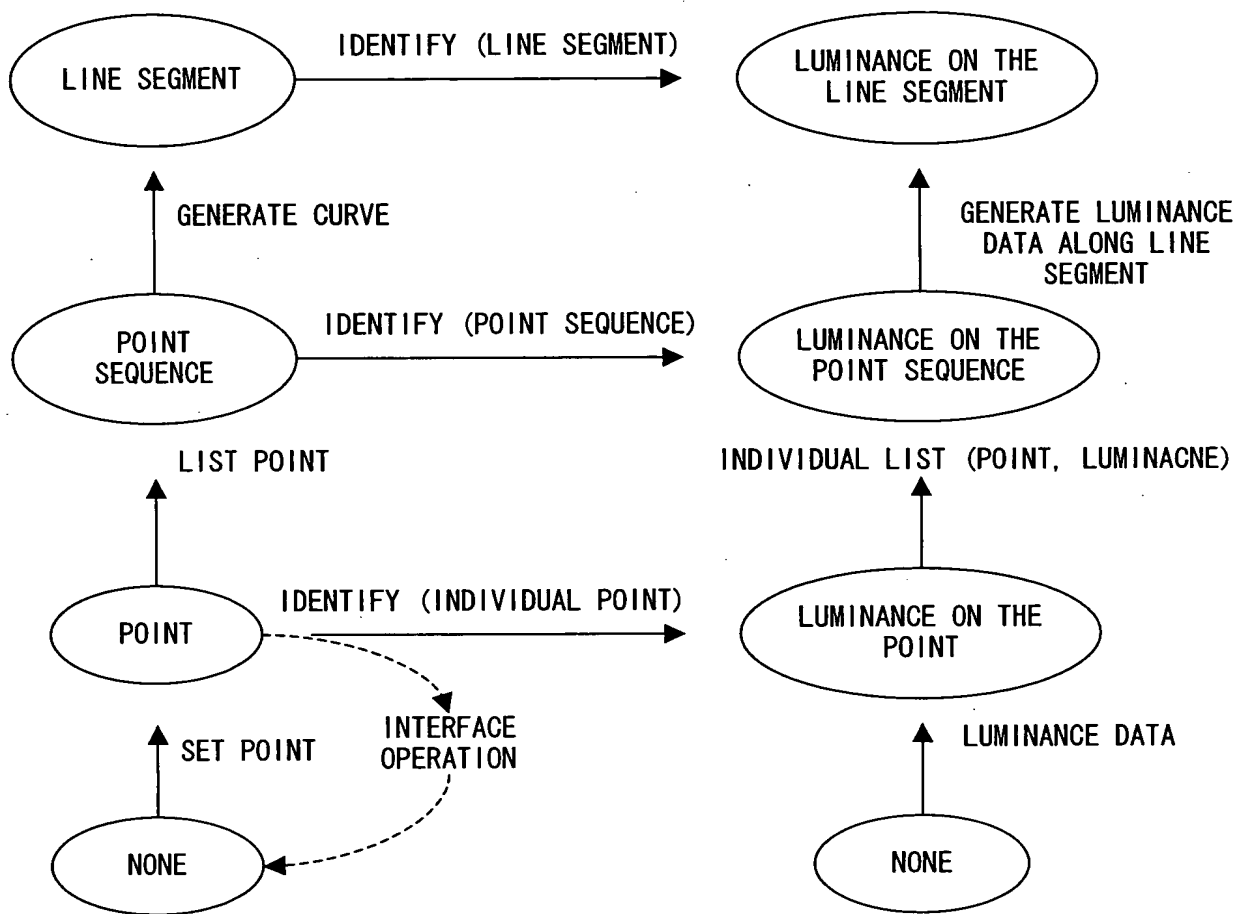 IDENTIFY (LINE SEGMENT)
LINE SEGMENT
LUMINANCE ON THE
LINE SEGMENT
GENERATE CURVE
GENERATE LUMINANCE
DATA ALONG LINE
SEGMENT
IDENTIFY (POINT SEQUENCE)
POINT
SEQUENCE
LUMINANCE ON THE
POINT SEQUENCE
LIST POINT
INDIVIDUAL LIST (POINT, LUMINACNE)
IDENTIFY (INDIVIDUAL POINT)
POINT
LUMINANCE ON THE
POINT
SET POINT
INTERFACE
OPERATION
LUMINANCE DATA
NONE
NONE